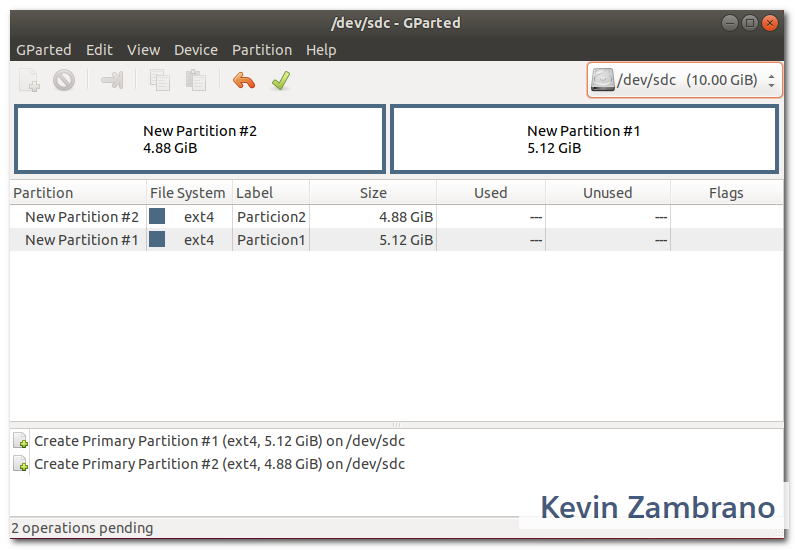 /dev/sdc - GParted
GParted Edit View Device Partition Help
/dev/sdc (10.00 GiB)
New Partition #2
4.88 GiB
New Partition #1
5.12 GiB
Partition File System Label Size Used Unused Flags
New Partition #2 ext4 Particion2 4.88 GiB --- ---
New Partition #1 ext4 Particion1 5.12 GiB --- ---
Create Primary Partition #1 (ext4, 5.12 GiB) on /dev/sdc
Create Primary Partition #2 (ext4, 4.88 GiB) on /dev/sdc
Kevin Zambrano
2 operations pending